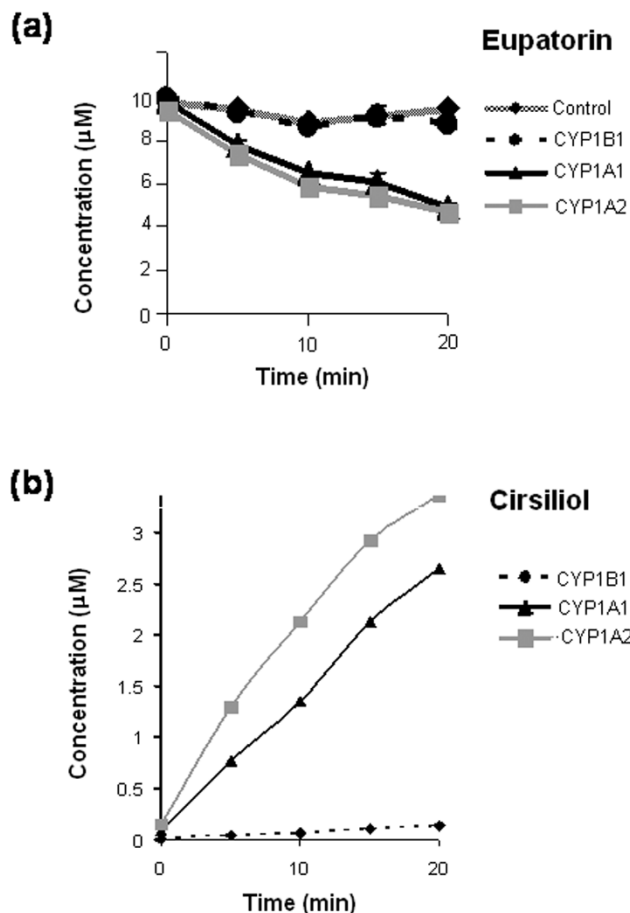 (a)
Eupatorin
Control
CYP1B1
CYP1A1
CYP1A2
Concentration (µM)
10
8
6
4
2
0
0 10 20
Time (min)
(b)
Cirsiliol
CYP1B1
CYP1A1
CYP1A2
Concentration (µM)
3
2.5
2
1.5
1
0.5
0
0 10 20
Time (min)